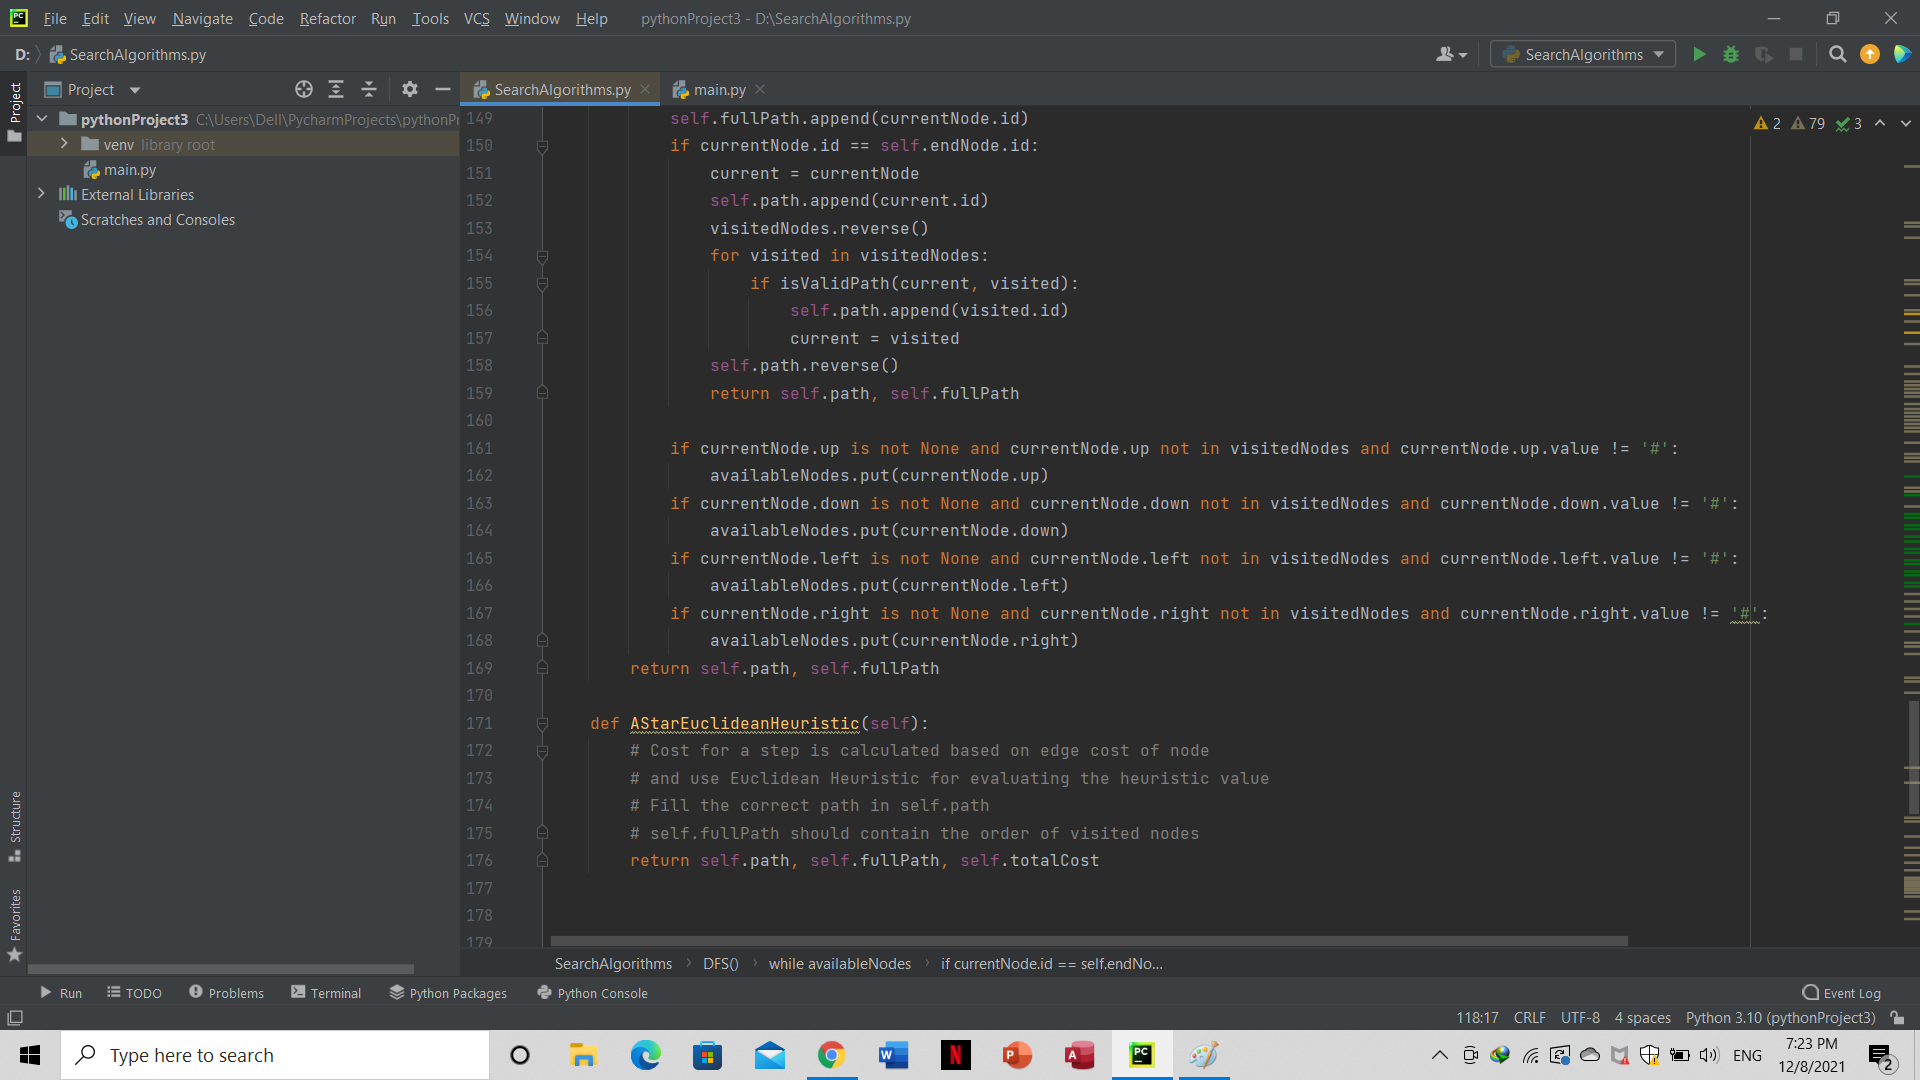 File Edit View Navigate Code Refactor Run Tools VCS Window Help pythonProject3 - D:\SearchAlgorithms.py
D: SearchAlgorithms.py SearchAlgorithms
Project Project SearchAlgorithms.py main.py
pythonProject3 C:\Users\Dell\PycharmProjects\pythonPr
venv library root
main.py
External Libraries
Scratches and Consoles
2 79 3
149 self.fullPath.append(currentNode.id)
150 if currentNode.id == self.endNode.id:
151 current = currentNode
152 self.path.append(current.id)
153 visitedNodes.reverse()
154 for visited in visitedNodes:
155 if isValidPath(current, visited):
156 self.path.append(visited.id)
157 current = visited
158 self.path.reverse()
159 return self.path, self.fullPath
160
161 if currentNode.up is not None and currentNode.up not in visitedNodes and currentNode.up.value != '#':
162 availableNodes.put(currentNode.up)
163 if currentNode.down is not None and currentNode.down not in visitedNodes and currentNode.down.value != '#':
164 availableNodes.put(currentNode.down)
165 if currentNode.left is not None and currentNode.left not in visitedNodes and currentNode.left.value != '#':
166 availableNodes.put(currentNode.left)
167 if currentNode.right is not None and currentNode.right not in visitedNodes and currentNode.right.value != '#':
168 availableNodes.put(currentNode.right)
169 return self.path, self.fullPath
170
171 def AStarEuclideanHeuristic(self):
172 # Cost for a step is calculated based on edge cost of node
173 # and use Euclidean Heuristic for evaluating the heuristic value
174 # Fill the correct path in self.path
175 # self.fullPath should contain the order of visited nodes
176 return self.path, self.fullPath, self.totalCost
177
178
179
Structure
Favorites
SearchAlgorithms DFS() while availableNodes if currentNode.id == self.endNo...
Run TODO Problems Terminal Python Packages Python Console Event Log
118:17 CRLF UTF-8 4 spaces Python 3.10 (pythonProject3)
Type here to search ENG 7:23 PM
12/8/2021 2